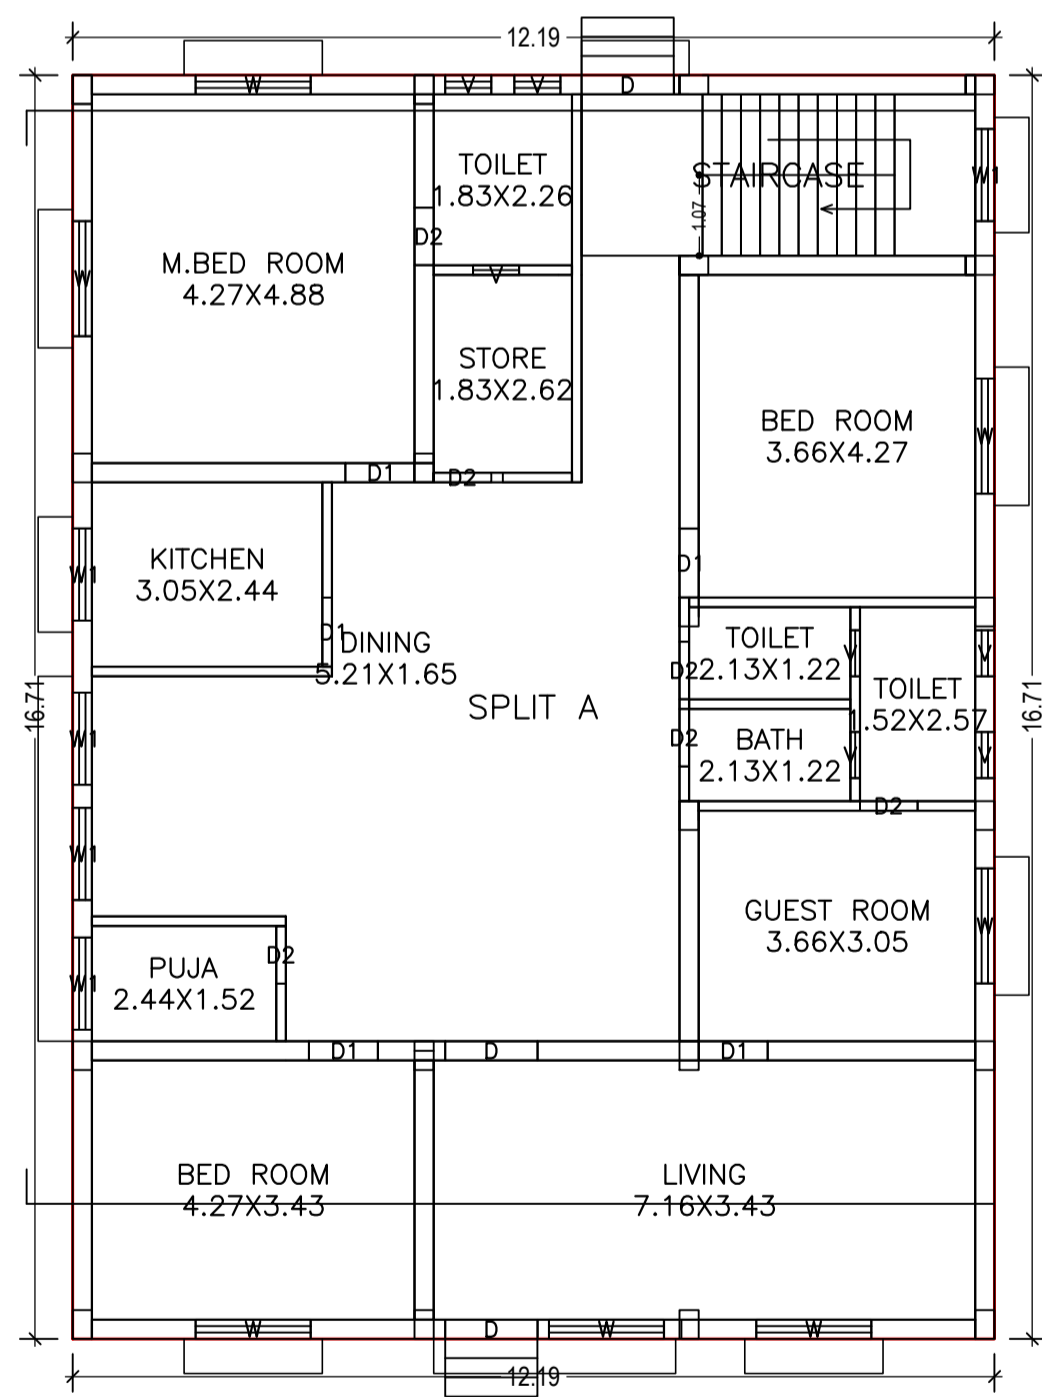 12.19
W
V
V
D
STAIRCASE
1.07
W1
TOILET
1.83X2.26
D2
M.BED ROOM
4.27X4.88
W
V
STORE
1.83X2.62
BED ROOM
3.66X4.27
W
D1
D2
KITCHEN
3.05X2.44
W1
D1
D1
DINING
5.21X1.65
TOILET
2.13X1.22
D2
V
V
TOILET
1.52X2.57
16.71
16.71
SPLIT A
W1
D2
BATH
2.13X1.22
V
V
D2
W1
GUEST ROOM
3.66X3.05
W
PUJA
2.44X1.52
D2
W1
D1
D
D1
BED ROOM
4.27X3.43
LIVING
7.16X3.43
W
D
W
W
12.19